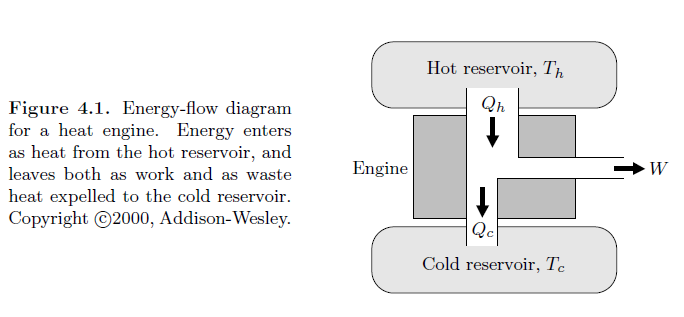 Figure 4.1. Energy-flow diagram
for a heat engine. Energy enters
as heat from the hot reservoir, and
leaves both as work and as waste
heat expelled to the cold reservoir.
Copyright ©2000, Addison-Wesley.
Hot reservoir, Th
Qh
Engine
W
Qc
Cold reservoir, Tc